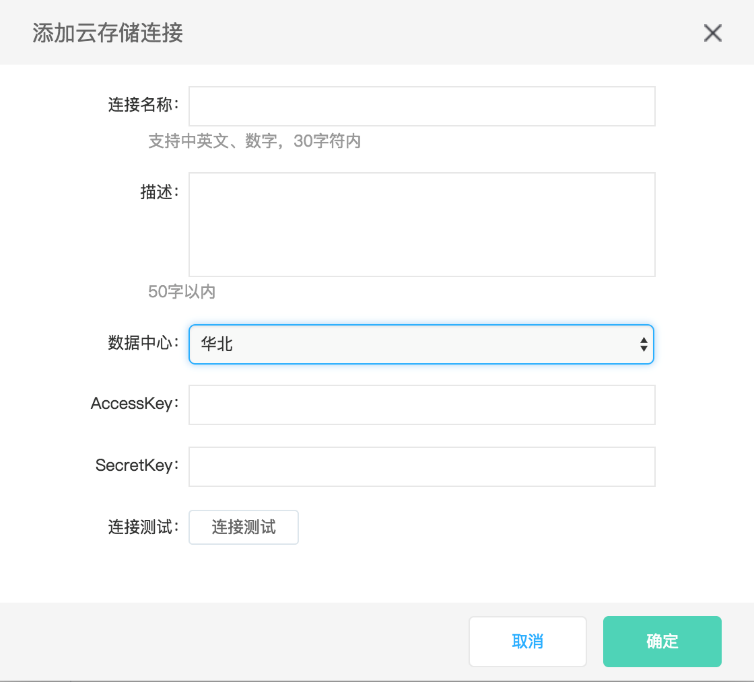 添加云存储连接
连接名称：
支持中英文、数字，30字符内
描述：
50字以内
数据中心： 华北
AccessKey：
SecretKey：
连接测试： 连接测试
取消 确定